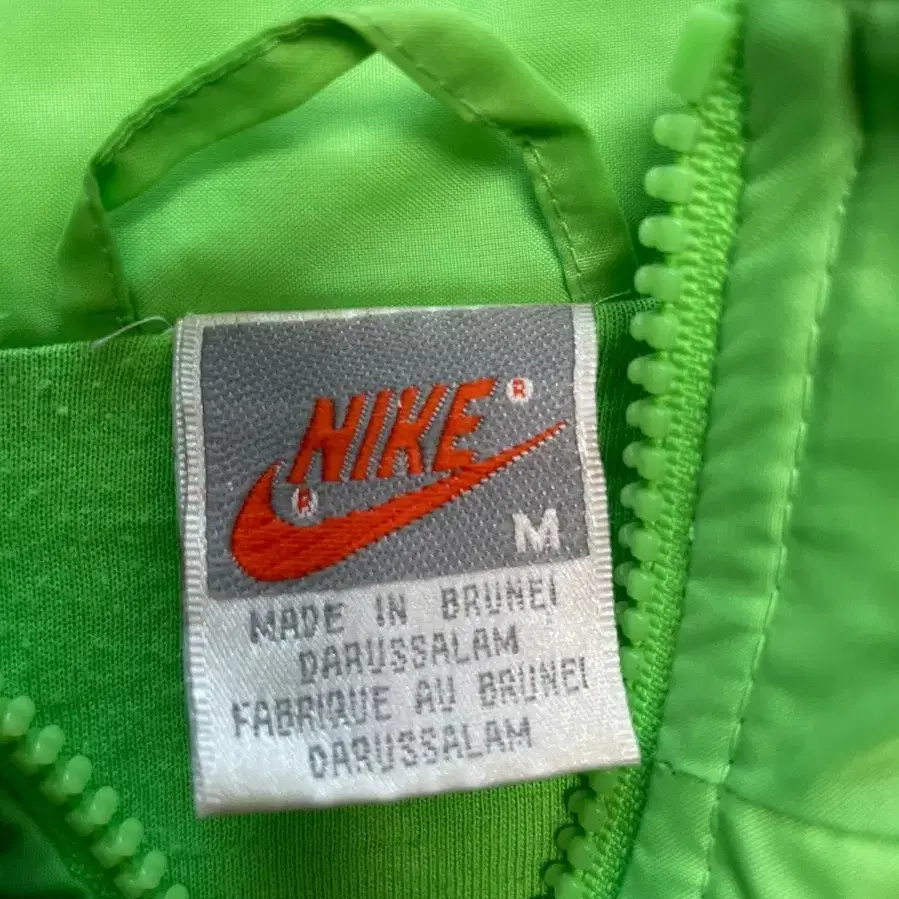 NIKE ®
®
M
MADE IN BRUNEI
DARUSSALAM
FABRIQUE AU BRUNEI
DARUSSALAM